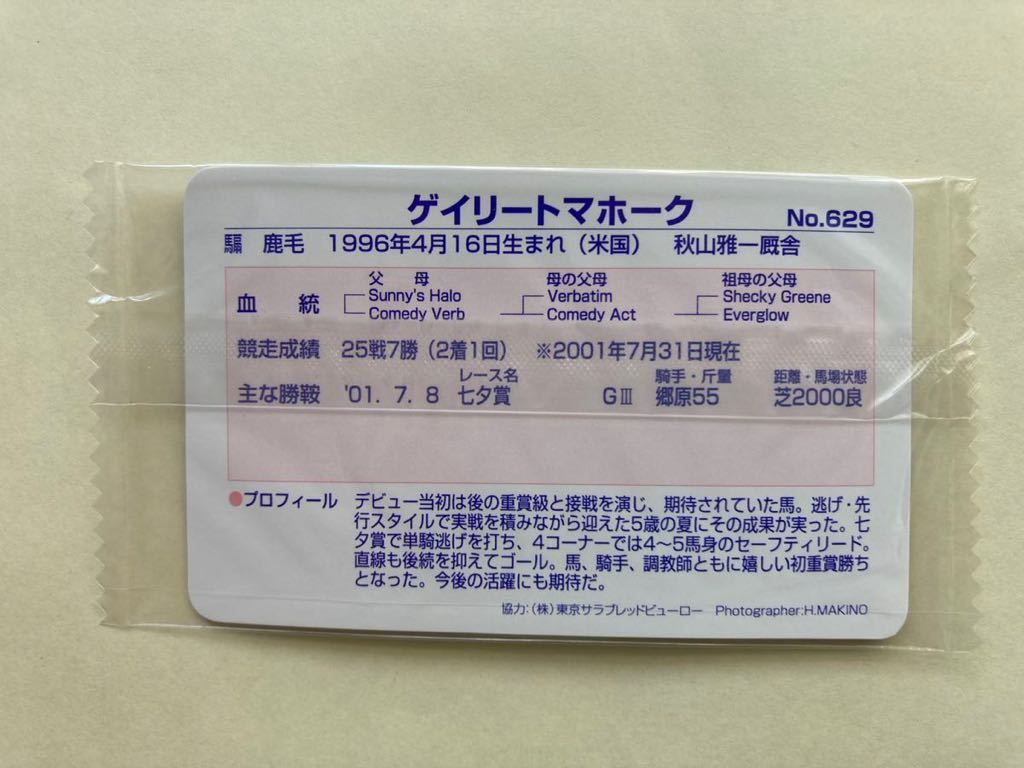 ゲイリートマホーク No.629
騸 鹿毛 1996年4月16日生まれ（米国） 秋山雅一厩舎
父 母 母の父母 祖母の父母
血 統 Sunny's Halo Verbatim Shecky Greene
Comedy Verb Comedy Act Everglow
競走成績 25戦7勝（2着1回） ※2001年7月31日現在
レース名 騎手・斤量 距離・馬場状態
主な勝鞍 '01. 7. 8 七夕賞 GⅢ 郷原55 芝2000良
●プロフィール デビュー当初は後の重賞級と接戦を演じ、期待されていた馬。逃げ・先
行スタイルで実戦を積みながら迎えた5歳の夏にその成果が実った。七
夕賞で単騎逃げを打ち、4コーナーでは4〜5馬身のセーフティリード。
直線も後続を抑えてゴール。馬、騎手、調教師ともに嬉しい初重賞勝ち
となった。今後の活躍にも期待だ。
協力:（株）東京サラブレッドビューロー Photographer:H.MAKINO